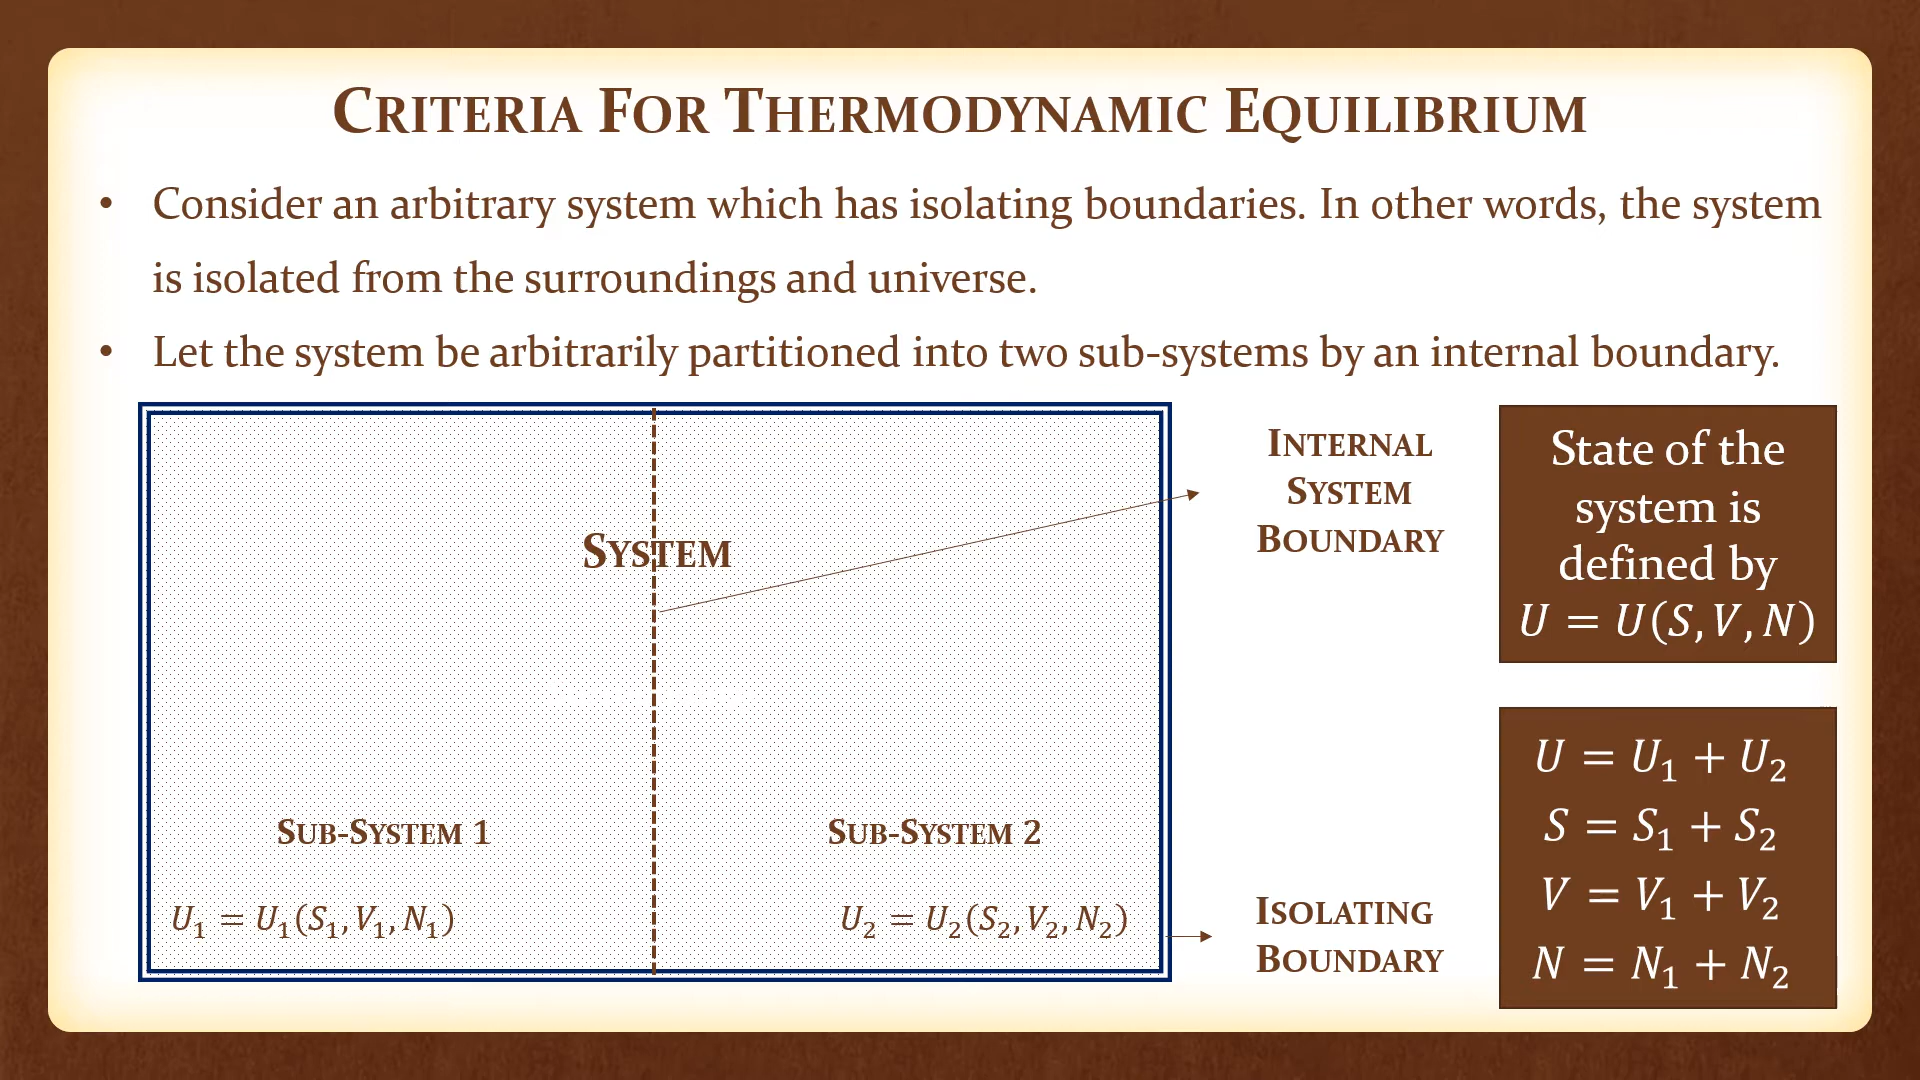 CRITERIA FOR THERMODYNAMIC EQUILIBRIUM
• Consider an arbitrary system which has isolating boundaries. In other words, the system
is isolated from the surroundings and universe.
• Let the system be arbitrarily partitioned into two sub-systems by an internal boundary.
SYSTEM
SUB-SYSTEM 1
U₁ = U₁(S₁, V₁, N₁)
SUB-SYSTEM 2
U₂ = U₂(S₂, V₂, N₂)
INTERNAL
SYSTEM
BOUNDARY
ISOLATING
BOUNDARY
State of the
system is
defined by
U = U(S, V, N)
U = U₁ + U₂
S = S₁ + S₂
V = V₁ + V₂
N = N₁ + N₂